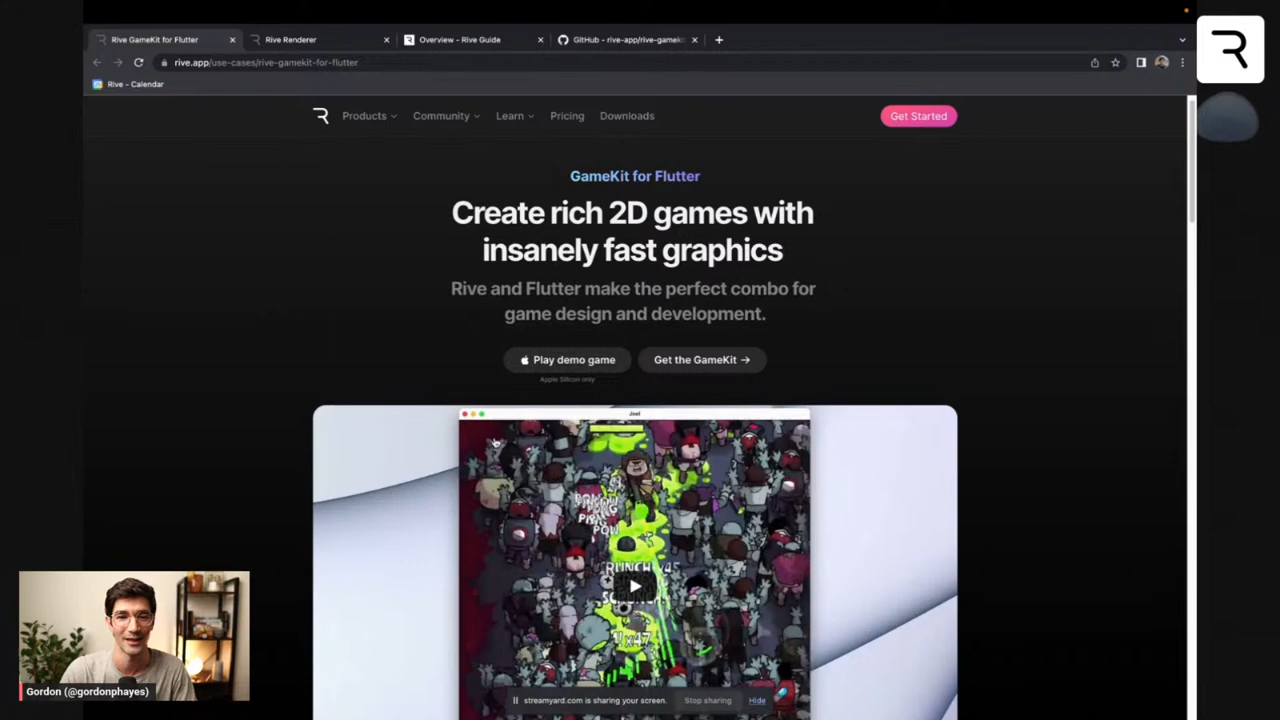 Rive GameKit for Flutter
Rive Renderer
Overview - Rive Guide
GitHub - rive-app/rive-gamek
rive.app/use-cases/rive-gamekit-for-flutter
Rive - Calendar
Products
Community
Learn
Pricing
Downloads
Get Started
GameKit for Flutter
Create rich 2D games with
insanely fast graphics
Rive and Flutter make the perfect combo for
game design and development.
Play demo game
Get the GameKit →
Apple Silicon only
Joel
POW
x47
streamyard.com is sharing your screen.
Stop sharing
Hide
Gordon (@gordonphayes)